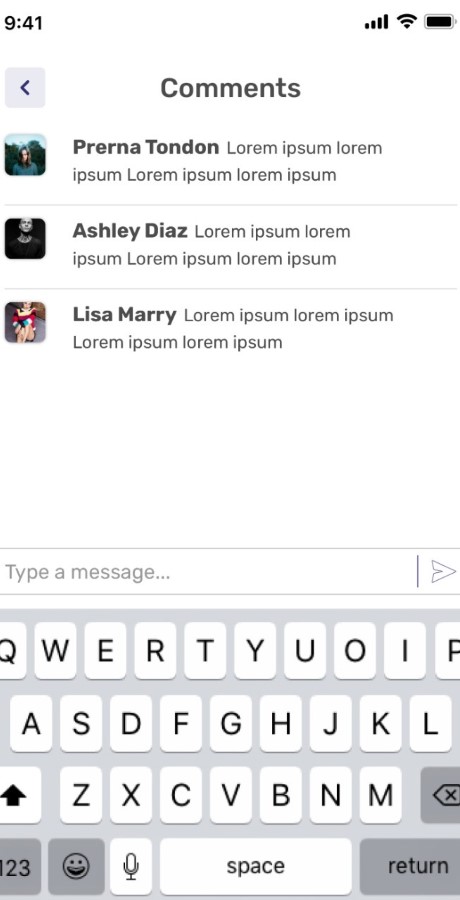 9:41
Comments
Prerna Tondon Lorem ipsum lorem
ipsum Lorem ipsum lorem ipsum
Ashley Diaz Lorem ipsum lorem
ipsum Lorem ipsum lorem ipsum
Lisa Marry Lorem ipsum lorem ipsum
Lorem ipsum lorem ipsum
Type a message...
Q W E R T Y U O I P
A S D F G H J K L
Z X C V B N M
123 space return